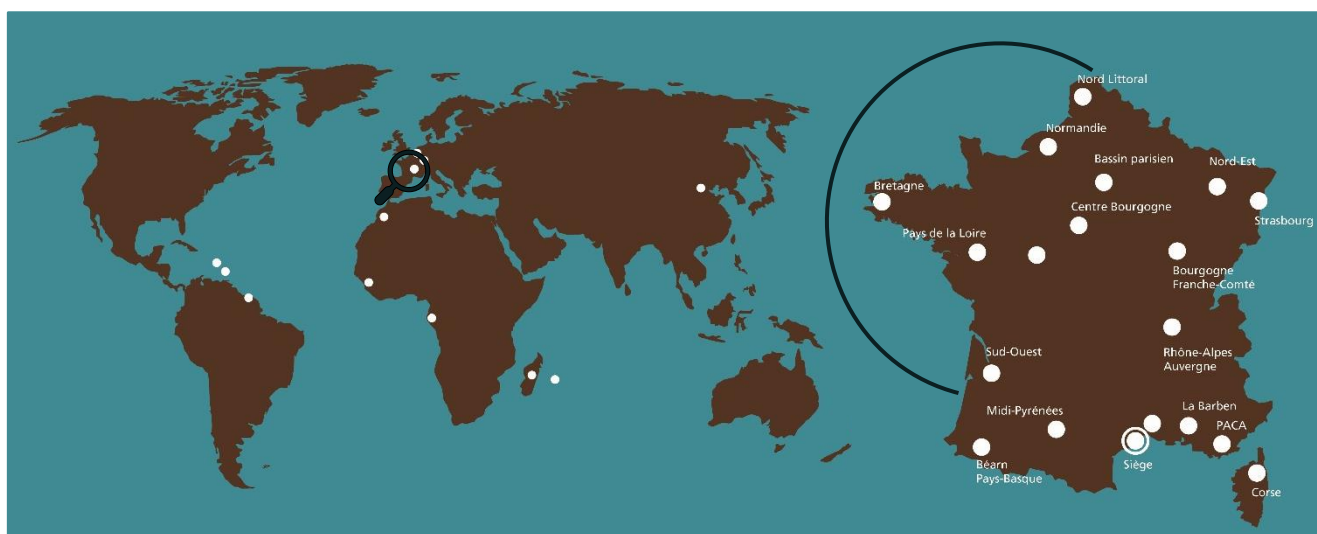 Nord Littoral
Normandie
Bassin parisien
Nord-Est
Bretagne
Strasbourg
Centre Bourgogne
Pays de la Loire
Bourgogne
Franche-Comté
Sud-Ouest
Rhône-Alpes
Auvergne
Midi-Pyrénées
La Barben
PACA
Siège
Béarn
Pays-Basque
Corse